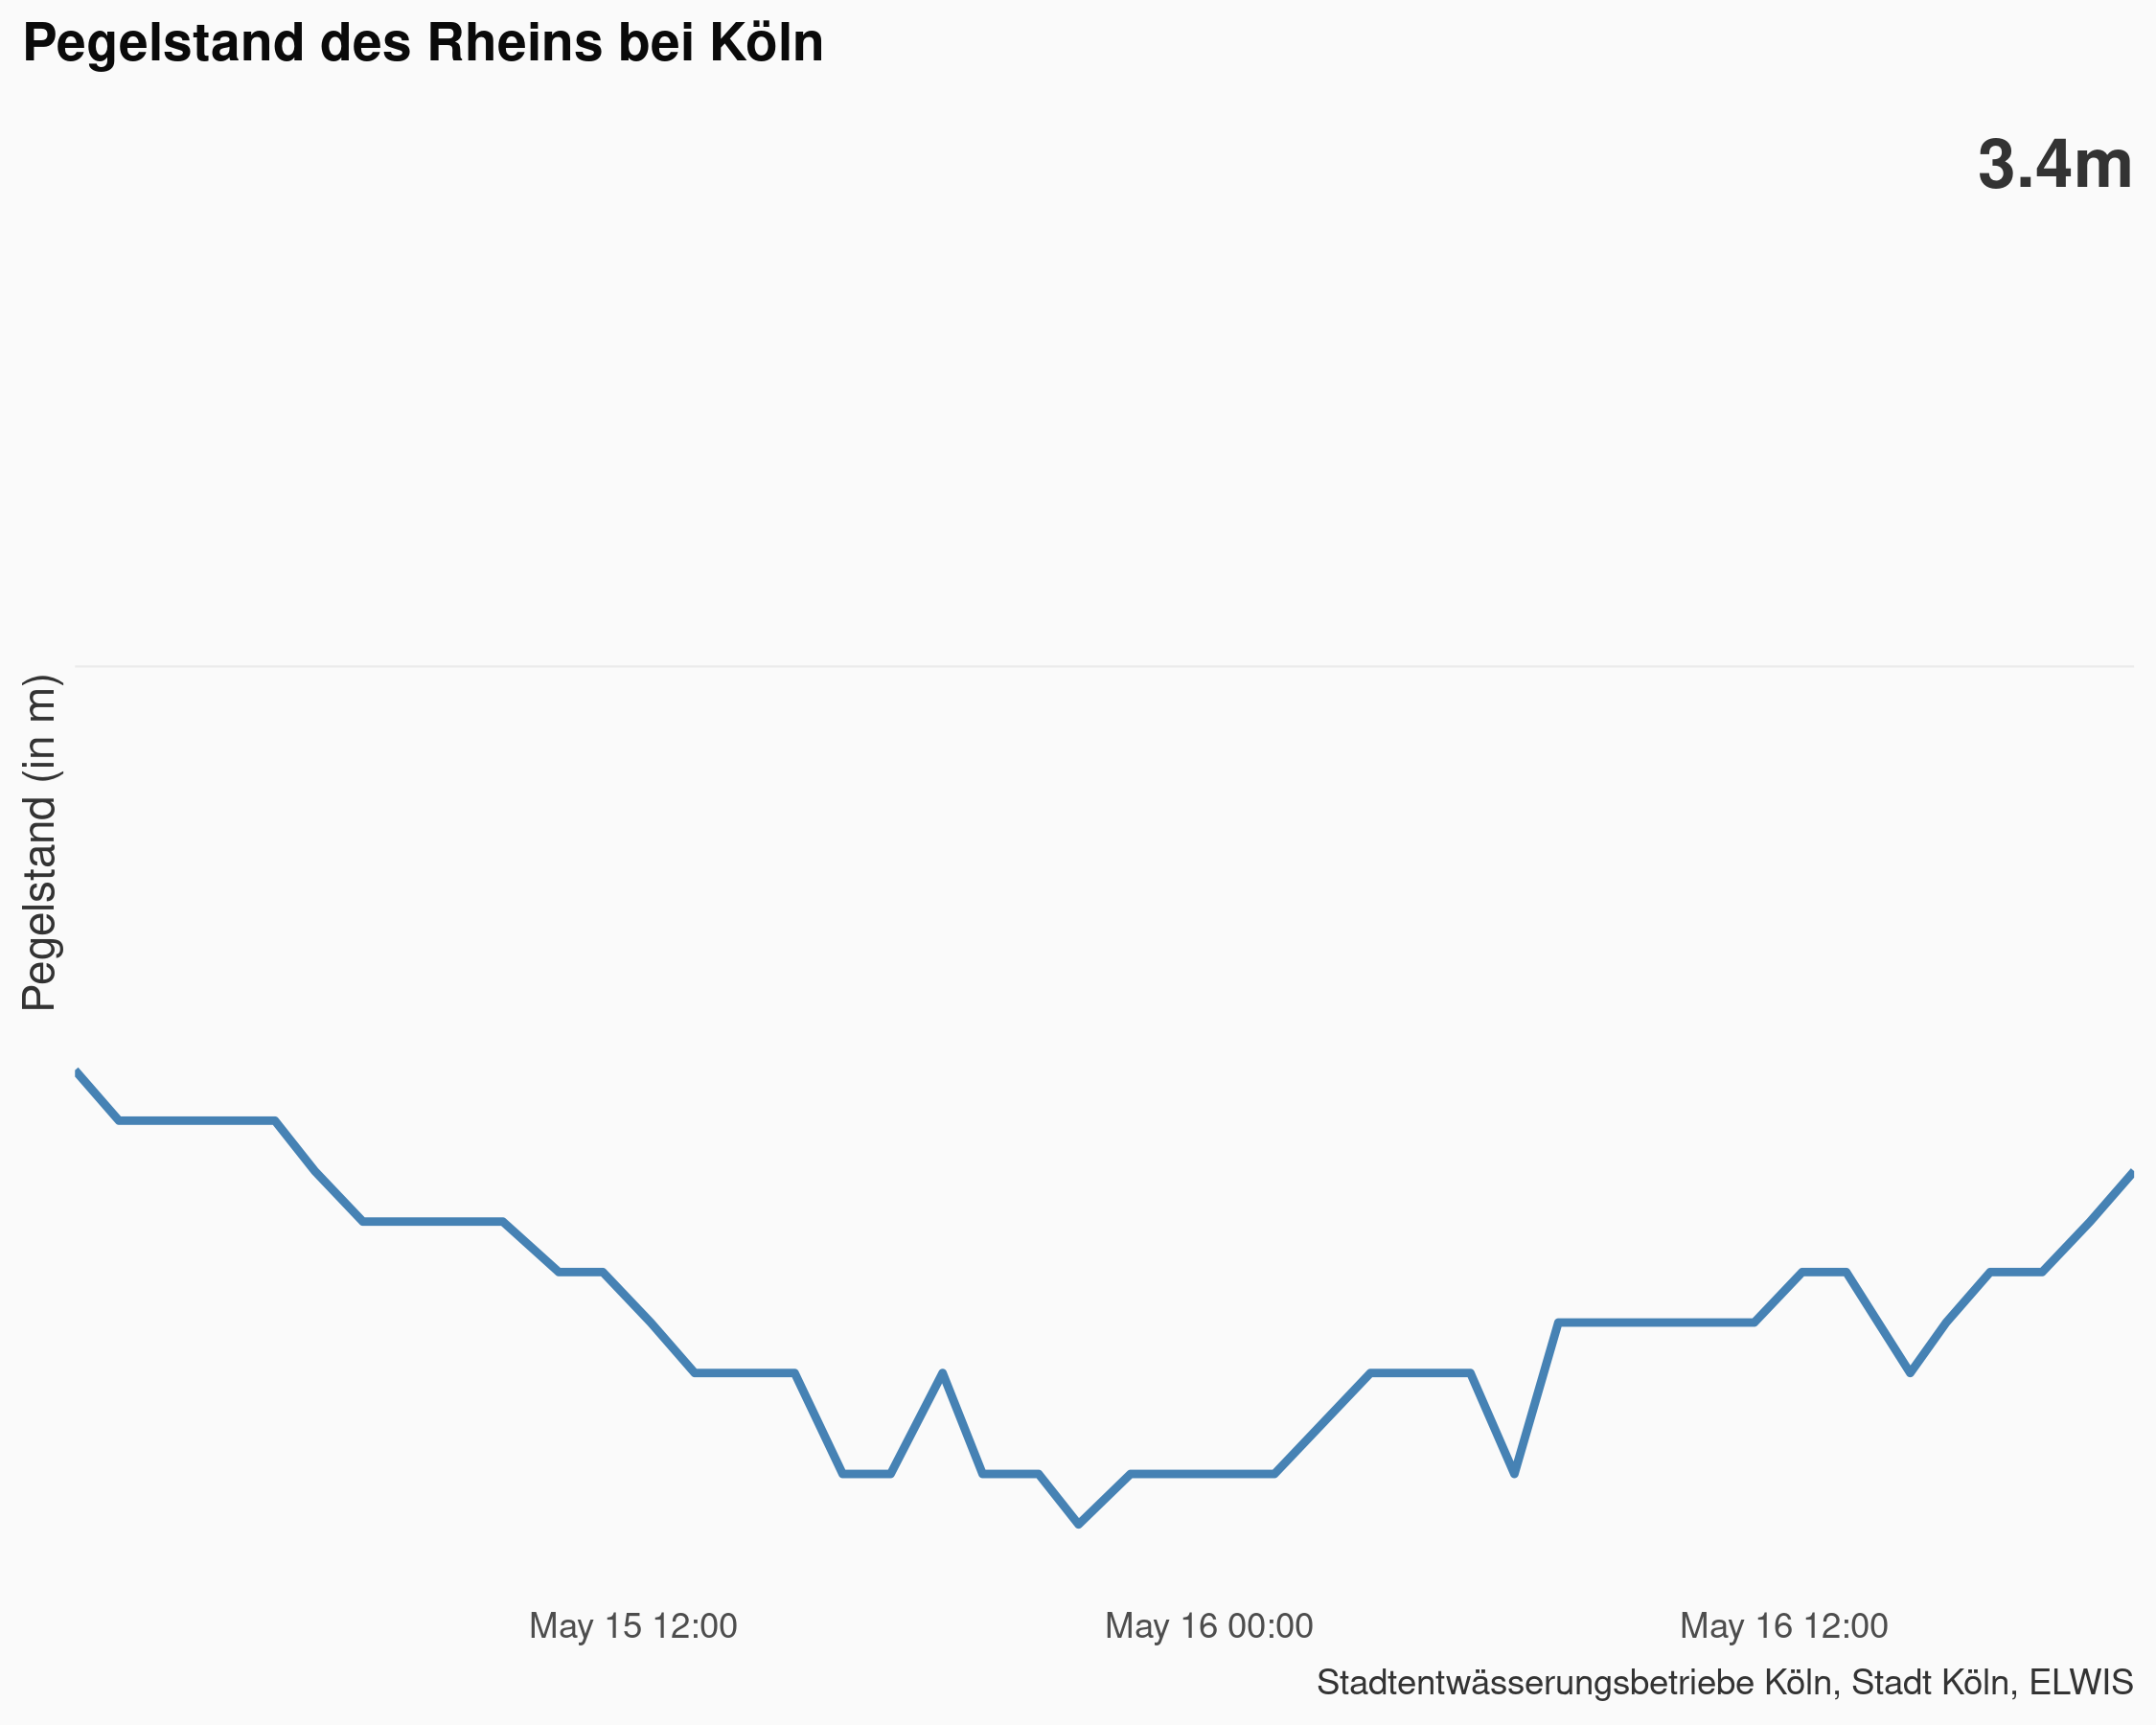 Pegelstand des Rheins bei Köln
3.4m
Pegelstand (in m)
May 15 12:00
May 16 00:00
May 16 12:00
Stadtentwässerungsbetriebe Köln, Stadt Köln, ELWIS